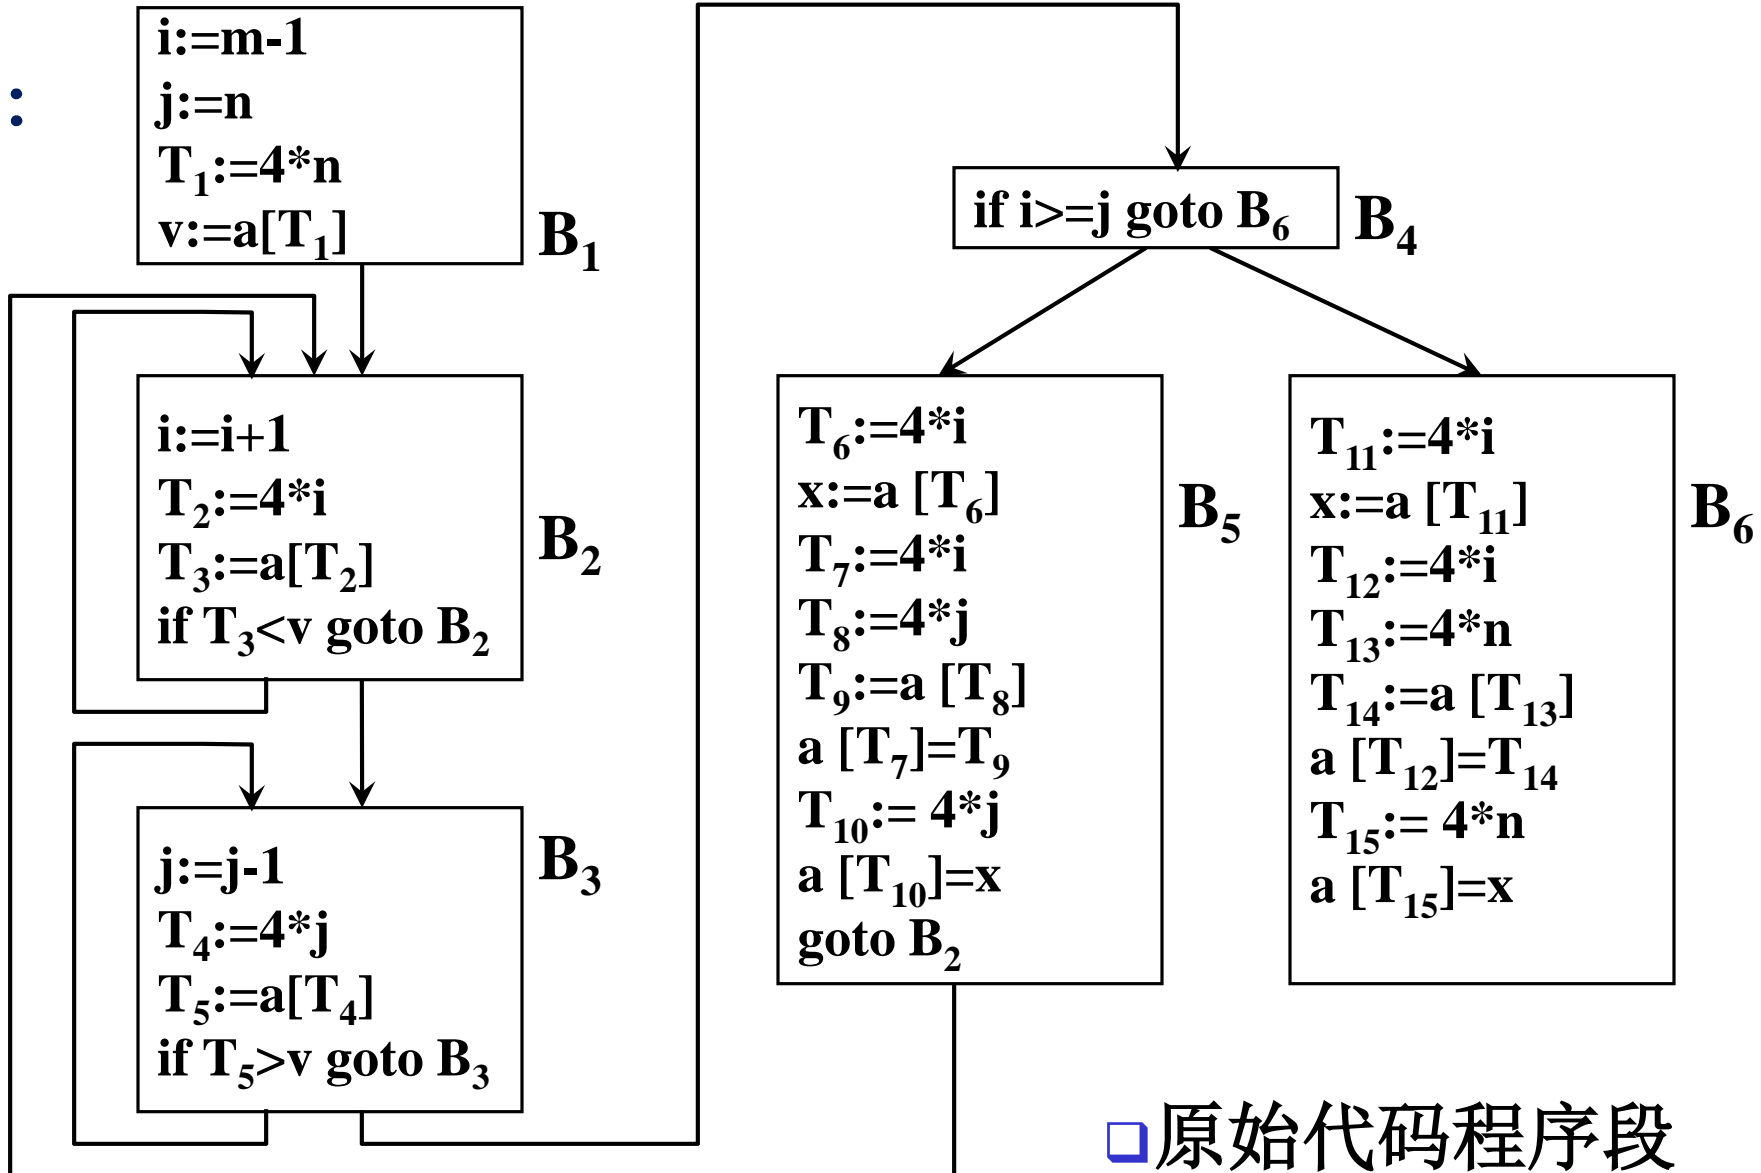 :
i:=m-1
j:=n
T₁:=4*n
v:=a[T₁]
B₁
i:=i+1
T₂:=4*i
T₃:=a[T₂]
if T₃<v goto B₂
B₂
j:=j-1
T₄:=4*j
T₅:=a[T₄]
if T₅>v goto B₃
B₃
if i>=j goto B₆
B₄
T₆:=4*i
x:=a [T₆]
T₇:=4*i
T₈:=4*j
T₉:=a [T₈]
a [T₇]=T₉
T₁₀:= 4*j
a [T₁₀]=x
goto B₂
B₅
T₁₁:=4*i
x:=a [T₁₁]
T₁₂:=4*i
T₁₃:=4*n
T₁₄:=a [T₁₃]
a [T₁₂]=T₁₄
T₁₅:= 4*n
a [T₁₅]=x
B₆
❑原始代码程序段